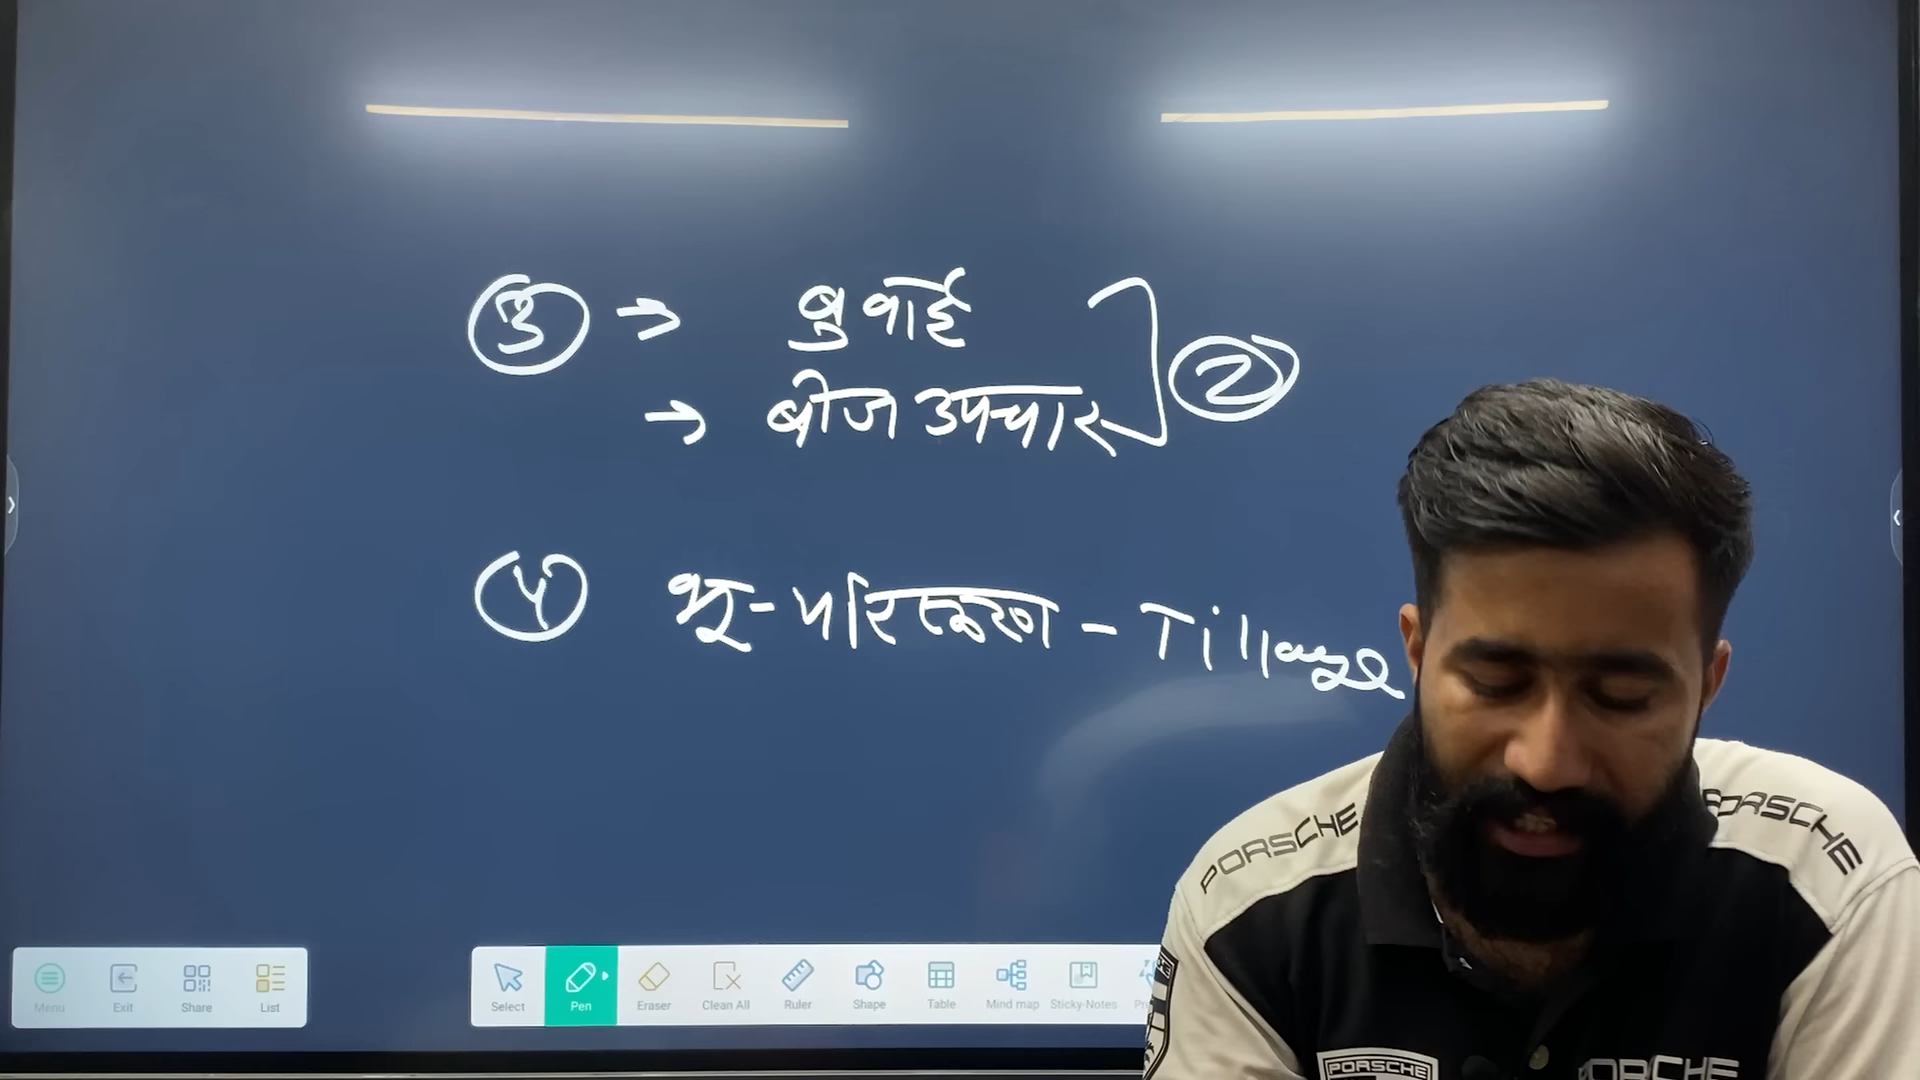 3 → बुवाई
→ बीज उपचार
2
4 भू-परिष्करण - Tillage
PORSCHE
PORSCHE
Menu Exit Share List
Select Pen Eraser Clean All Ruler Shape Table Mind map Sticky-Notes
PORSCHE